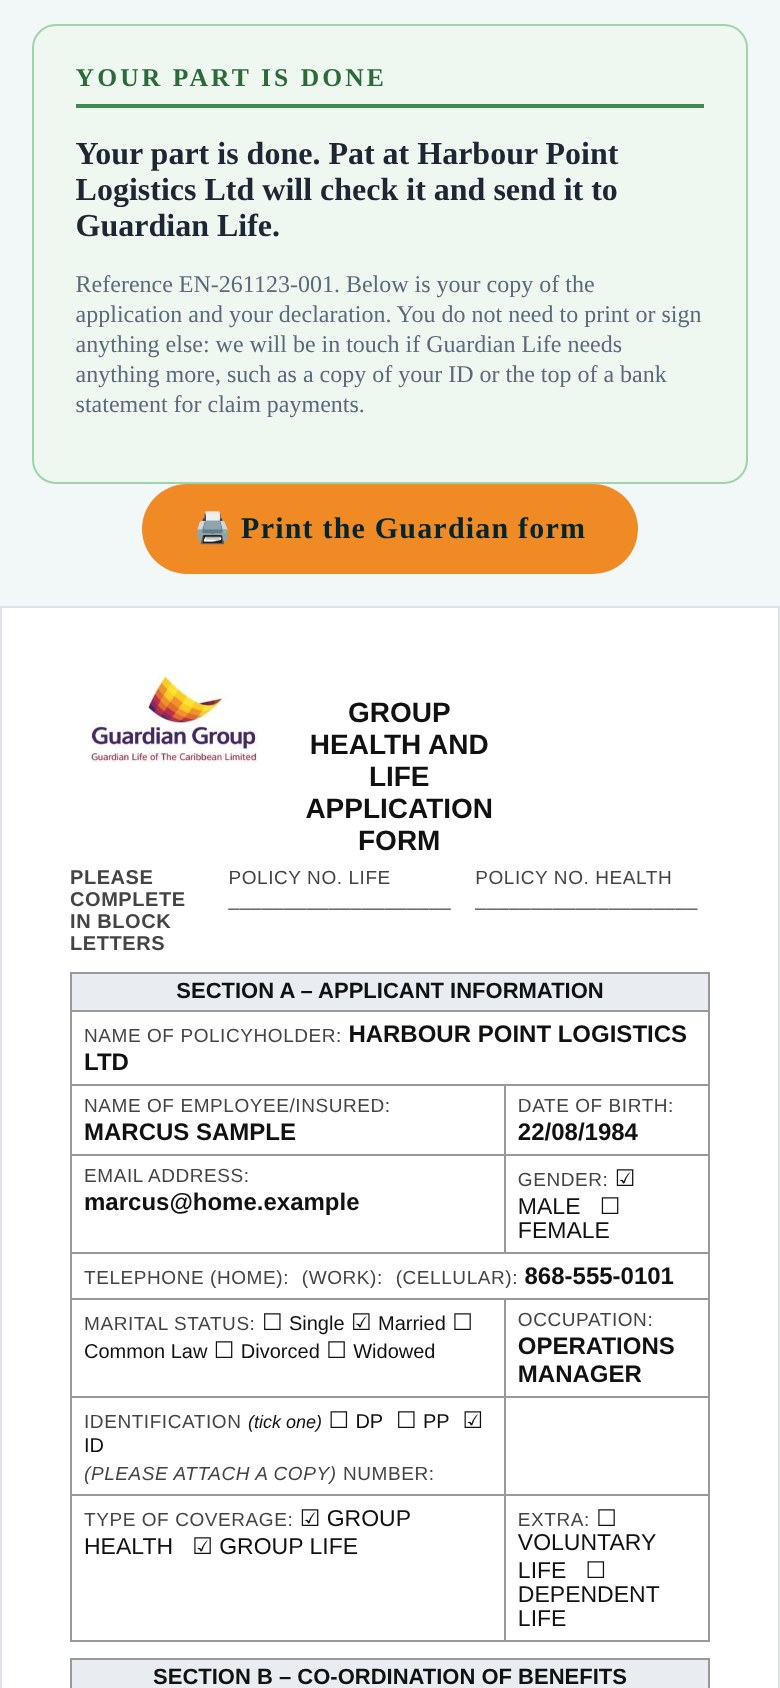 YOUR PART IS DONE
Your part is done. Pat at Harbour Point
Logistics Ltd will check it and send it to
Guardian Life.
Reference EN-261123-001. Below is your copy of the
application and your declaration. You do not need to print or sign
anything else: we will be in touch if Guardian Life needs
anything more, such as a copy of your ID or the top of a bank
statement for claim payments.
🖨️ Print the Guardian form
Guardian Group
Guardian Life of The Caribbean Limited
GROUP
HEALTH AND
LIFE
APPLICATION
FORM
PLEASE
COMPLETE
IN BLOCK
LETTERS
POLICY NO. LIFE
____________________
POLICY NO. HEALTH
____________________
SECTION A – APPLICANT INFORMATION
NAME OF POLICYHOLDER: HARBOUR POINT LOGISTICS
LTD
NAME OF EMPLOYEE/INSURED:
MARCUS SAMPLE
DATE OF BIRTH:
22/08/1984
EMAIL ADDRESS:
marcus@home.example
GENDER: ☑
MALE ☐
FEMALE
TELEPHONE (HOME): (WORK): (CELLULAR): 868-555-0101
MARITAL STATUS: ☐ Single ☑ Married ☐
Common Law ☐ Divorced ☐ Widowed
OCCUPATION:
OPERATIONS
MANAGER
IDENTIFICATION (tick one) ☐ DP ☐ PP ☑
ID
(PLEASE ATTACH A COPY) NUMBER:
TYPE OF COVERAGE: ☑ GROUP
HEALTH ☑ GROUP LIFE
EXTRA: ☐
VOLUNTARY
LIFE ☐
DEPENDENT
LIFE
SECTION B – CO-ORDINATION OF BENEFITS